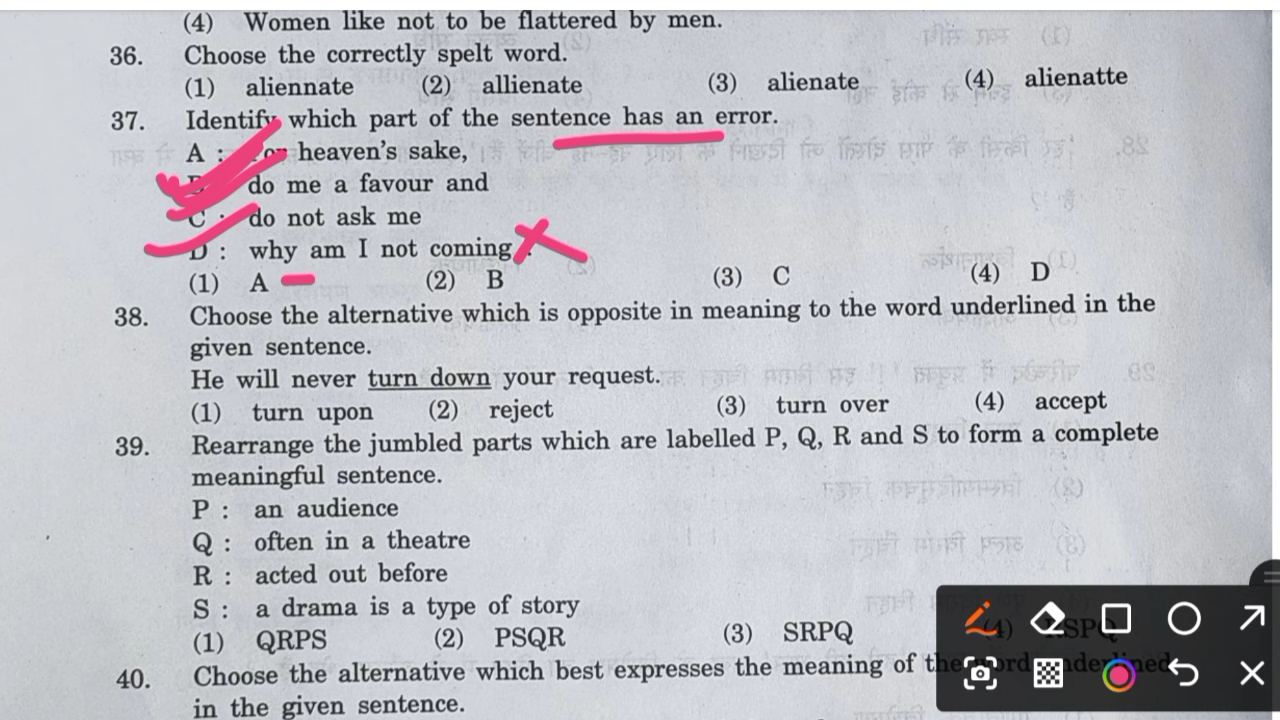 (4) Women like not to be flattered by men.
36. Choose the correctly spelt word.
(1) aliennate (2) allienate (3) alienate (4) alienatte
37. Identify which part of the sentence has an error.
A : heaven's sake,
do me a favour and
C : do not ask me
D : why am I not coming
(1) A (2) B (3) C (4) D
38. Choose the alternative which is opposite in meaning to the word underlined in the
given sentence.
He will never turn down your request.
(1) turn upon (2) reject (3) turn over (4) accept
39. Rearrange the jumbled parts which are labelled P, Q, R and S to form a complete
meaningful sentence.
P : an audience
Q : often in a theatre
R : acted out before
S : a drama is a type of story
(1) QRPS (2) PSQR (3) SRPQ (4) RSPQ
40. Choose the alternative which best expresses the meaning of the word underlined
in the given sentence.